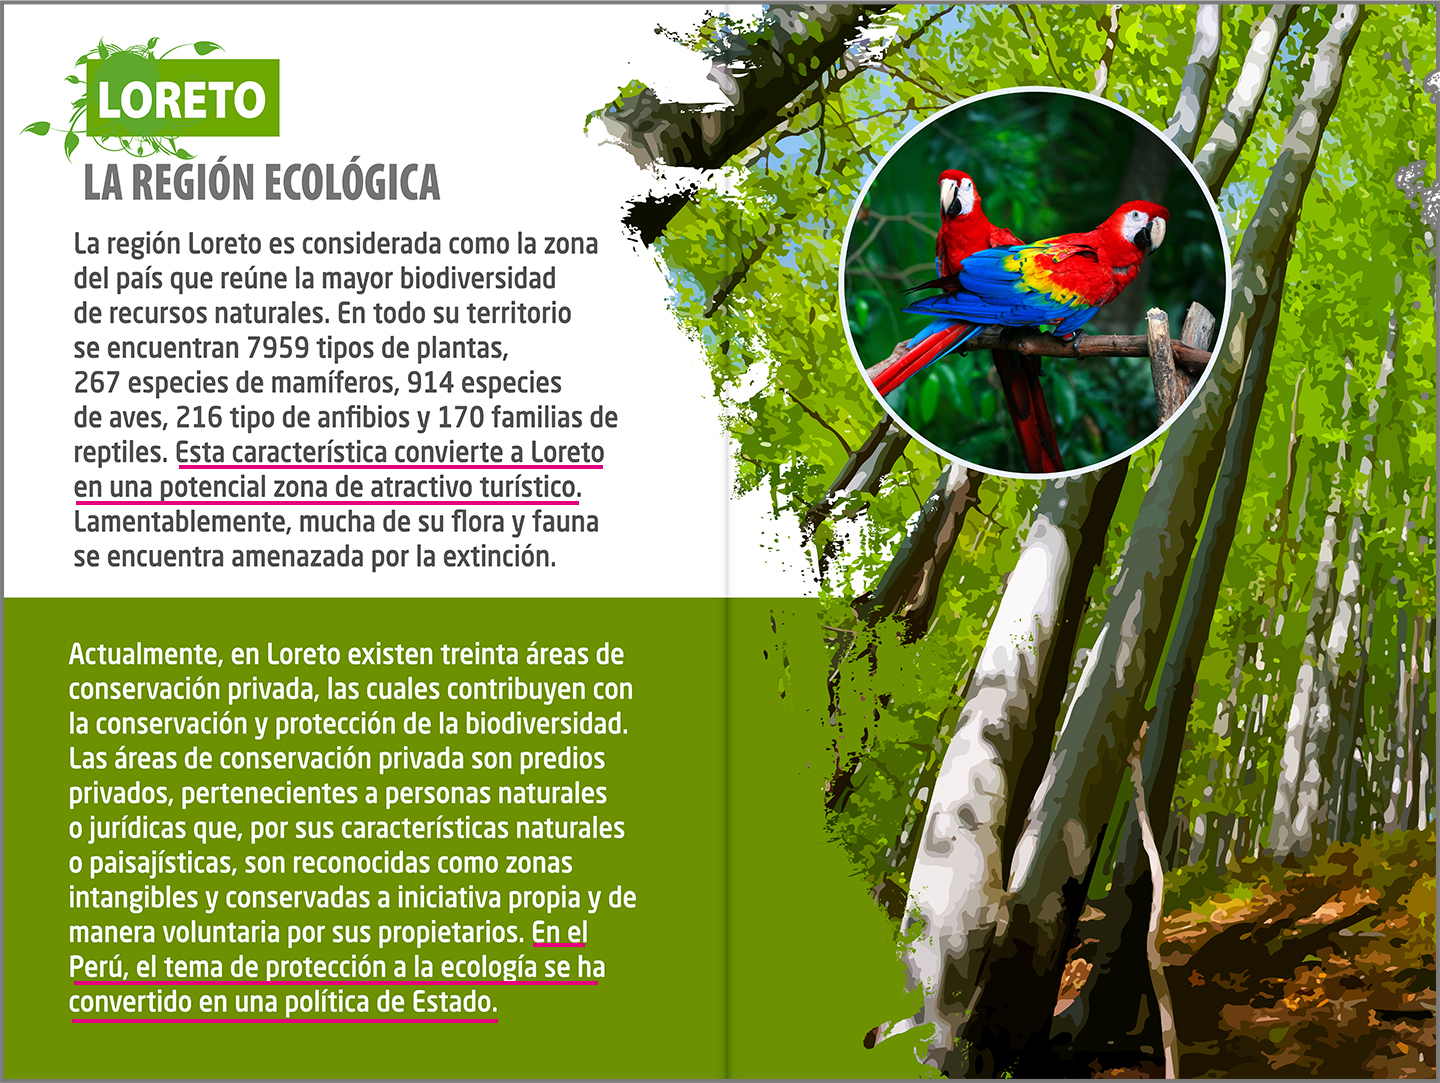 LORETO
LA REGIÓN ECOLÓGICA
La región Loreto es considerada como la zona
del país que reúne la mayor biodiversidad
de recursos naturales. En todo su territorio
se encuentran 7959 tipos de plantas,
267 especies de mamíferos, 914 especies
de aves, 216 tipo de anfibios y 170 familias de
reptiles. Esta característica convierte a Loreto
en una potencial zona de atractivo turístico.
Lamentablemente, mucha de su flora y fauna
se encuentra amenazada por la extinción.
Actualmente, en Loreto existen treinta áreas de
conservación privada, las cuales contribuyen con
la conservación y protección de la biodiversidad.
Las áreas de conservación privada son predios
privados, pertenecientes a personas naturales
o jurídicas que, por sus características naturales
o paisajísticas, son reconocidas como zonas
intangibles y conservadas a iniciativa propia y de
manera voluntaria por sus propietarios. En el
Perú, el tema de protección a la ecología se ha
convertido en una política de Estado.